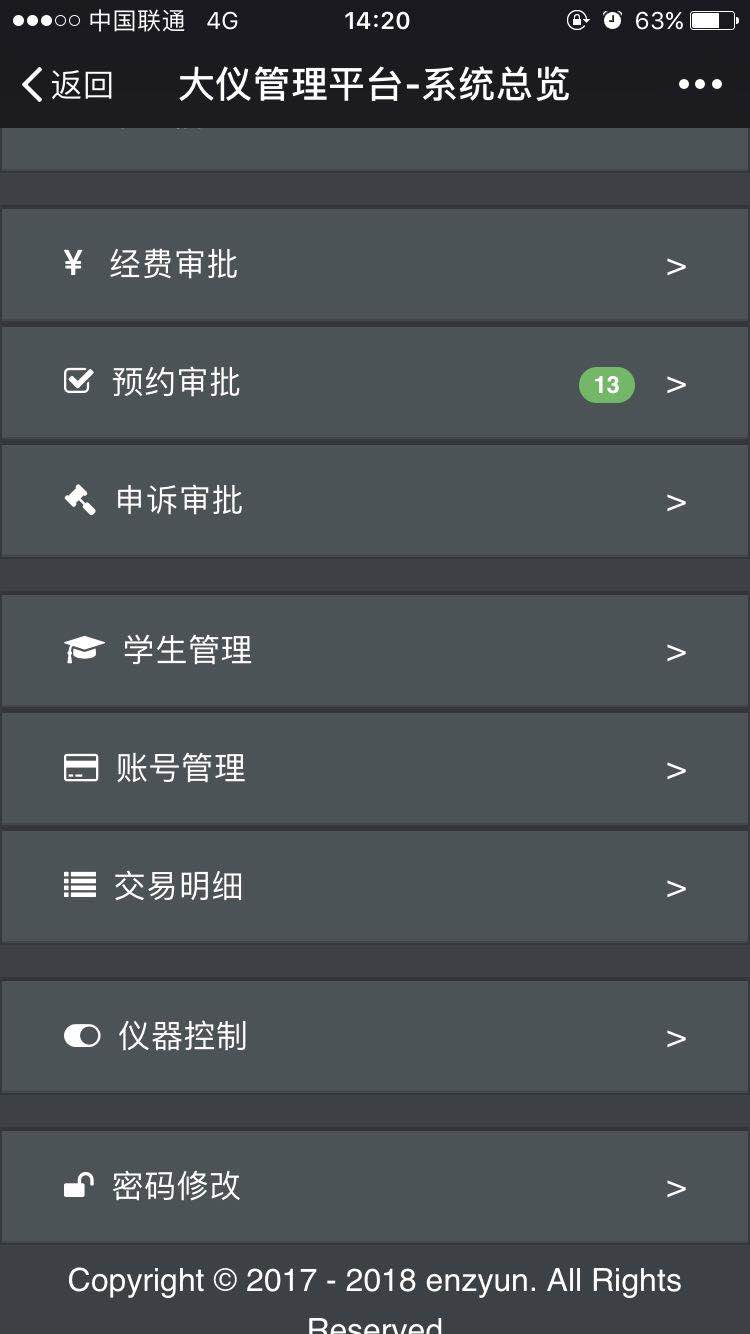 中国联通 4G 14:20 63%
返回 大仪管理平台-系统总览
¥ 经费审批 >
预约审批 13 >
申诉审批 >
学生管理 >
账号管理 >
交易明细 >
仪器控制 >
密码修改 >
Copyright © 2017 - 2018 enzyun. All Rights
Reserved